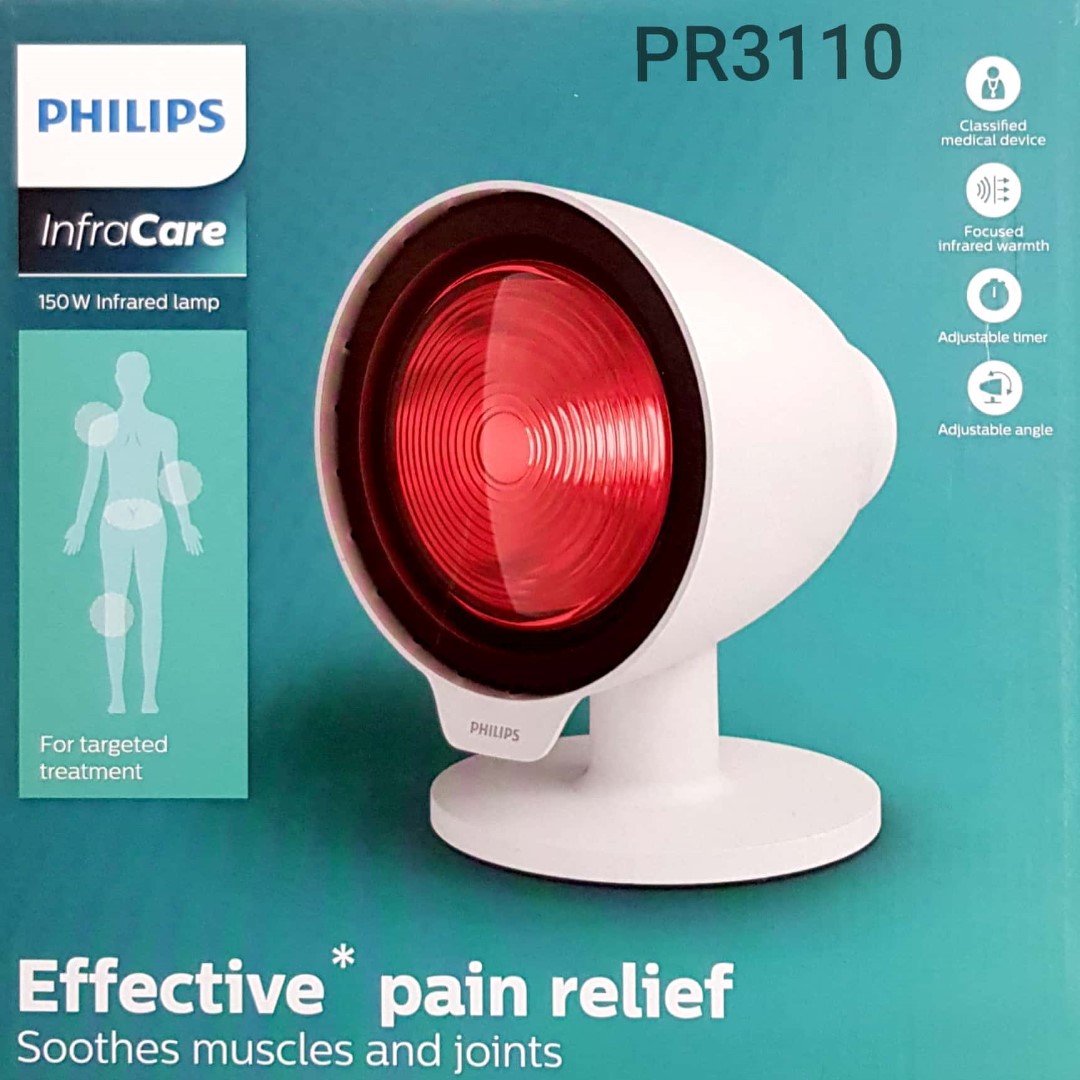 PR3110
PHILIPS
InfraCare
150W Infrared lamp
For targeted
treatment
Classified
medical device
Focused
infrared warmth
Adjustable timer
Adjustable angle
PHILIPS
Effective* pain relief
Soothes muscles and joints